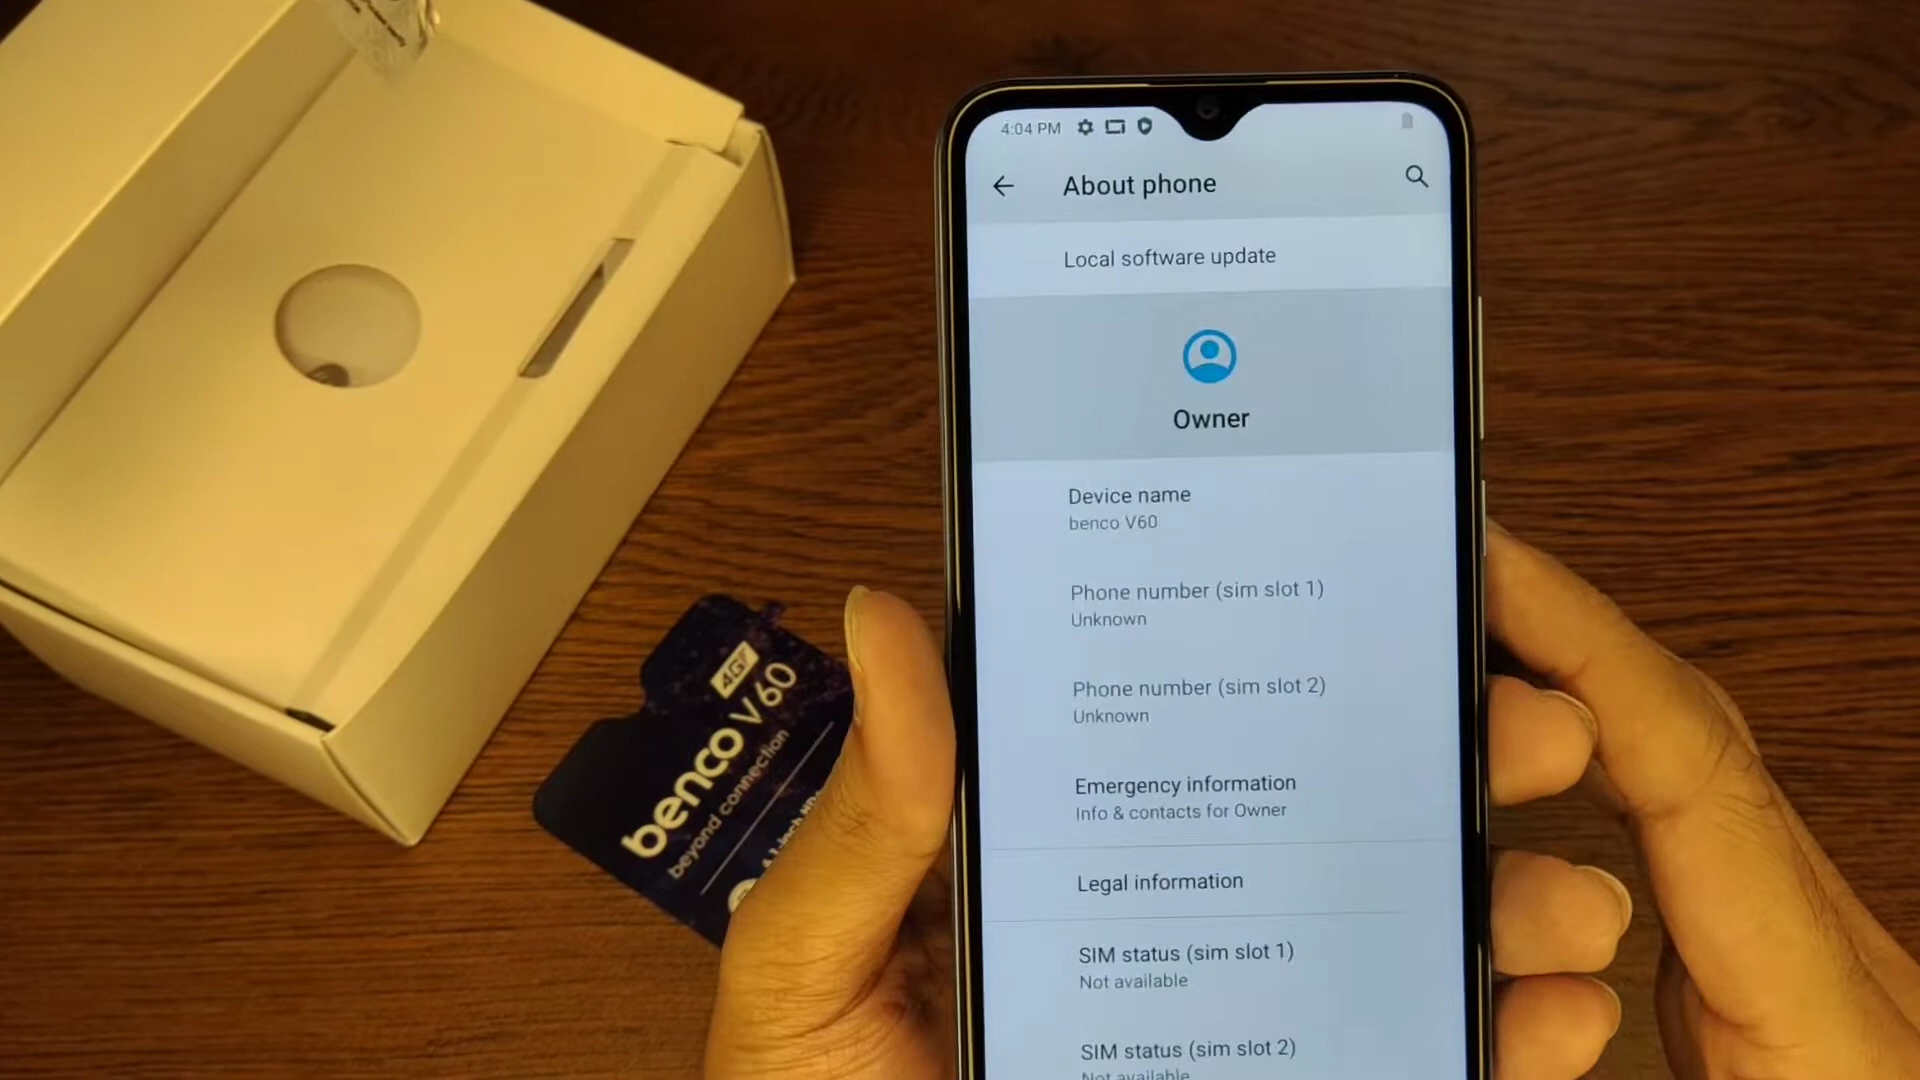 4:04 PM
About phone
Local software update
Owner
Device name
benco V60
Phone number (sim slot 1)
Unknown
Phone number (sim slot 2)
Unknown
Emergency information
Info & contacts for Owner
Legal information
SIM status (sim slot 1)
Not available
SIM status (sim slot 2)
Not available
4G
benco V60
beyond connection